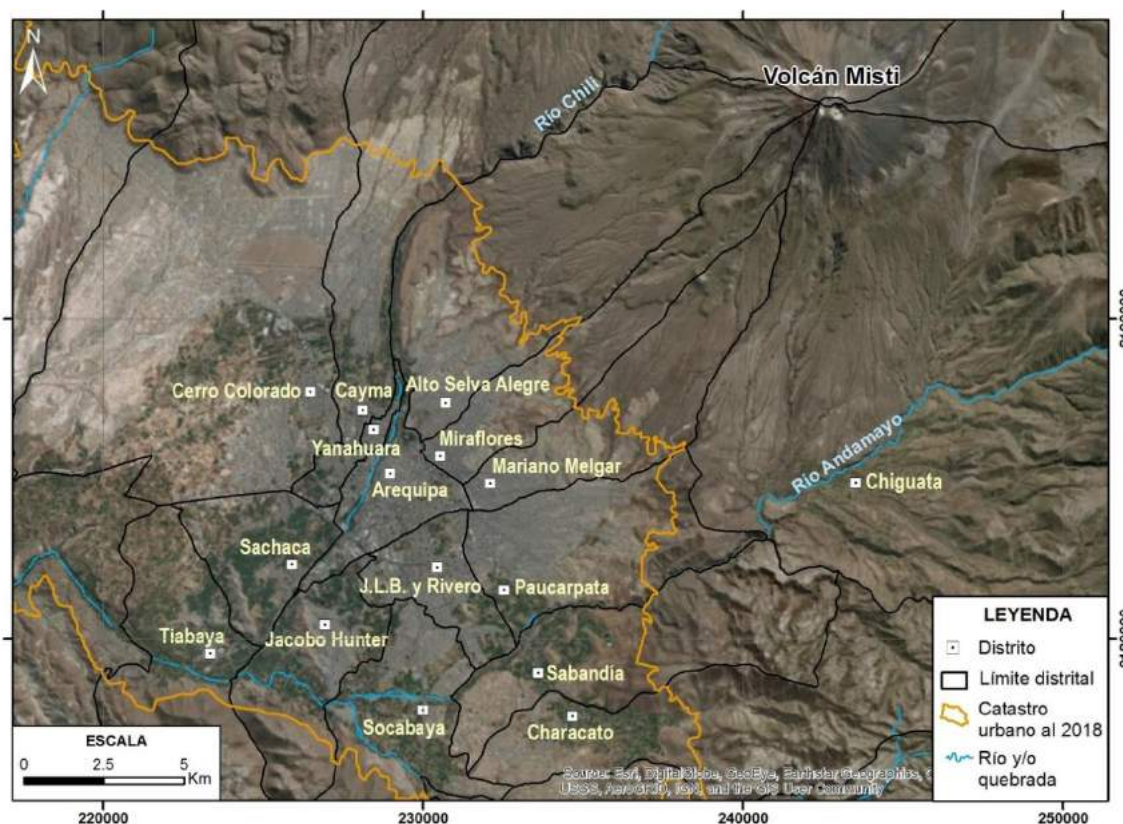 N
Volcán Misti
Río Chili
Cerro Colorado
Cayma
Alto Selva Alegre
Yanahuara
Miraflores
Arequipa
Mariano Melgar
Río Andamayo
Chiguata
Sachaca
J.L.B. y Rivero
Paucarpata
Tiabaya
Jacobo Hunter
Sabandía
Socabaya
Characato
LEYENDA
Distrito
Límite distrital
Catastro
urbano al 2018
Río y/o
quebrada
ESCALA
0 2.5 5
Km
Source: Esri, DigitalGlobe, GeoEye, Earthstar Geographics,
USGS, AeroGRID, IGN, and the GIS User Community
220000 230000 240000 250000